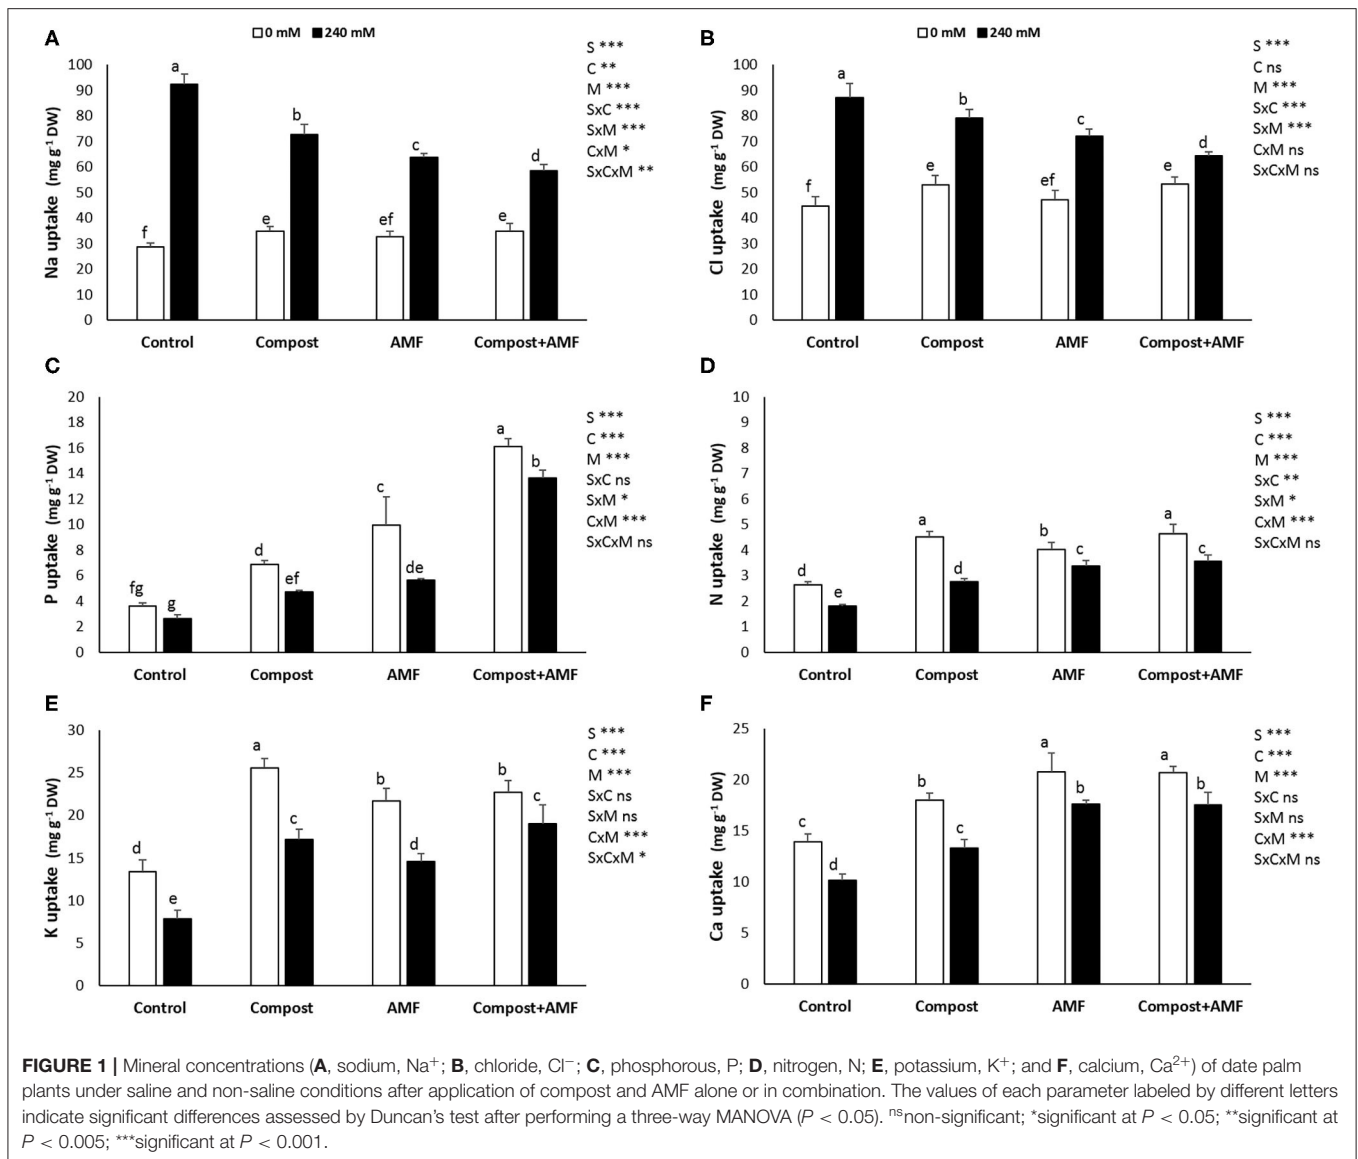 A
0 mM 240 mM
S ***
C **
M ***
SxC ***
SxM ***
CxM *
SxCxM **
Na uptake (mg g⁻¹ DW)
100
90
80
70
60
50
40
30
20
10
0
f a
e b
ef c
e d
Control Compost AMF Compost+AMF
B
0 mM 240 mM
S ***
C ns
M ***
SxC ***
SxM ***
CxM ns
SxCxM ns
Cl uptake (mg g⁻¹ DW)
100
90
80
70
60
50
40
30
20
10
0
f a
e b
ef c
e d
Control Compost AMF Compost+AMF
C
S ***
C ***
M ***
SxC ns
SxM *
CxM ***
SxCxM ns
P uptake (mg g⁻¹ DW)
20
18
16
14
12
10
8
6
4
2
0
fg g
d ef
c de
a b
Control Compost AMF Compost+AMF
D
S ***
C ***
M ***
SxC **
SxM *
CxM ***
SxCxM ns
N uptake (mg g⁻¹ DW)
10
9
8
7
6
5
4
3
2
1
0
d e
a d
b c
a c
Control Compost AMF Compost+AMF
E
S ***
C ***
M ***
SxC ns
SxM ns
CxM ***
SxCxM *
K uptake (mg g⁻¹ DW)
30
25
20
15
10
5
0
d e
a c
b d
b c
Control Compost AMF Compost+AMF
F
S ***
C ***
M ***
SxC ns
SxM ns
CxM ***
SxCxM ns
Ca uptake (mg g⁻¹ DW)
25
20
15
10
5
0
c d
b c
a b
a b
Control Compost AMF Compost+AMF
FIGURE 1 | Mineral concentrations (A, sodium, Na⁺; B, chloride, Cl⁻; C, phosphorous, P; D, nitrogen, N; E, potassium, K⁺; and F, calcium, Ca²⁺) of date palm
plants under saline and non-saline conditions after application of compost and AMF alone or in combination. The values of each parameter labeled by different letters
indicate significant differences assessed by Duncan's test after performing a three-way MANOVA (P < 0.05). ⁿˢnon-significant; *significant at P < 0.05; **significant at
P < 0.005; ***significant at P < 0.001.